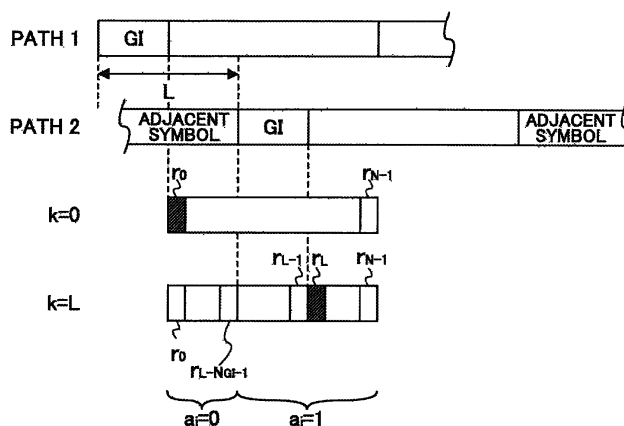 PATH 1
GI
L
PATH 2
ADJACENT SYMBOL
GI
ADJACENT SYMBOL
r0
rN-1
k=0
rL-1 rL rN-1
k=L
r0
rL-NGI-1
ai=0
ai=1